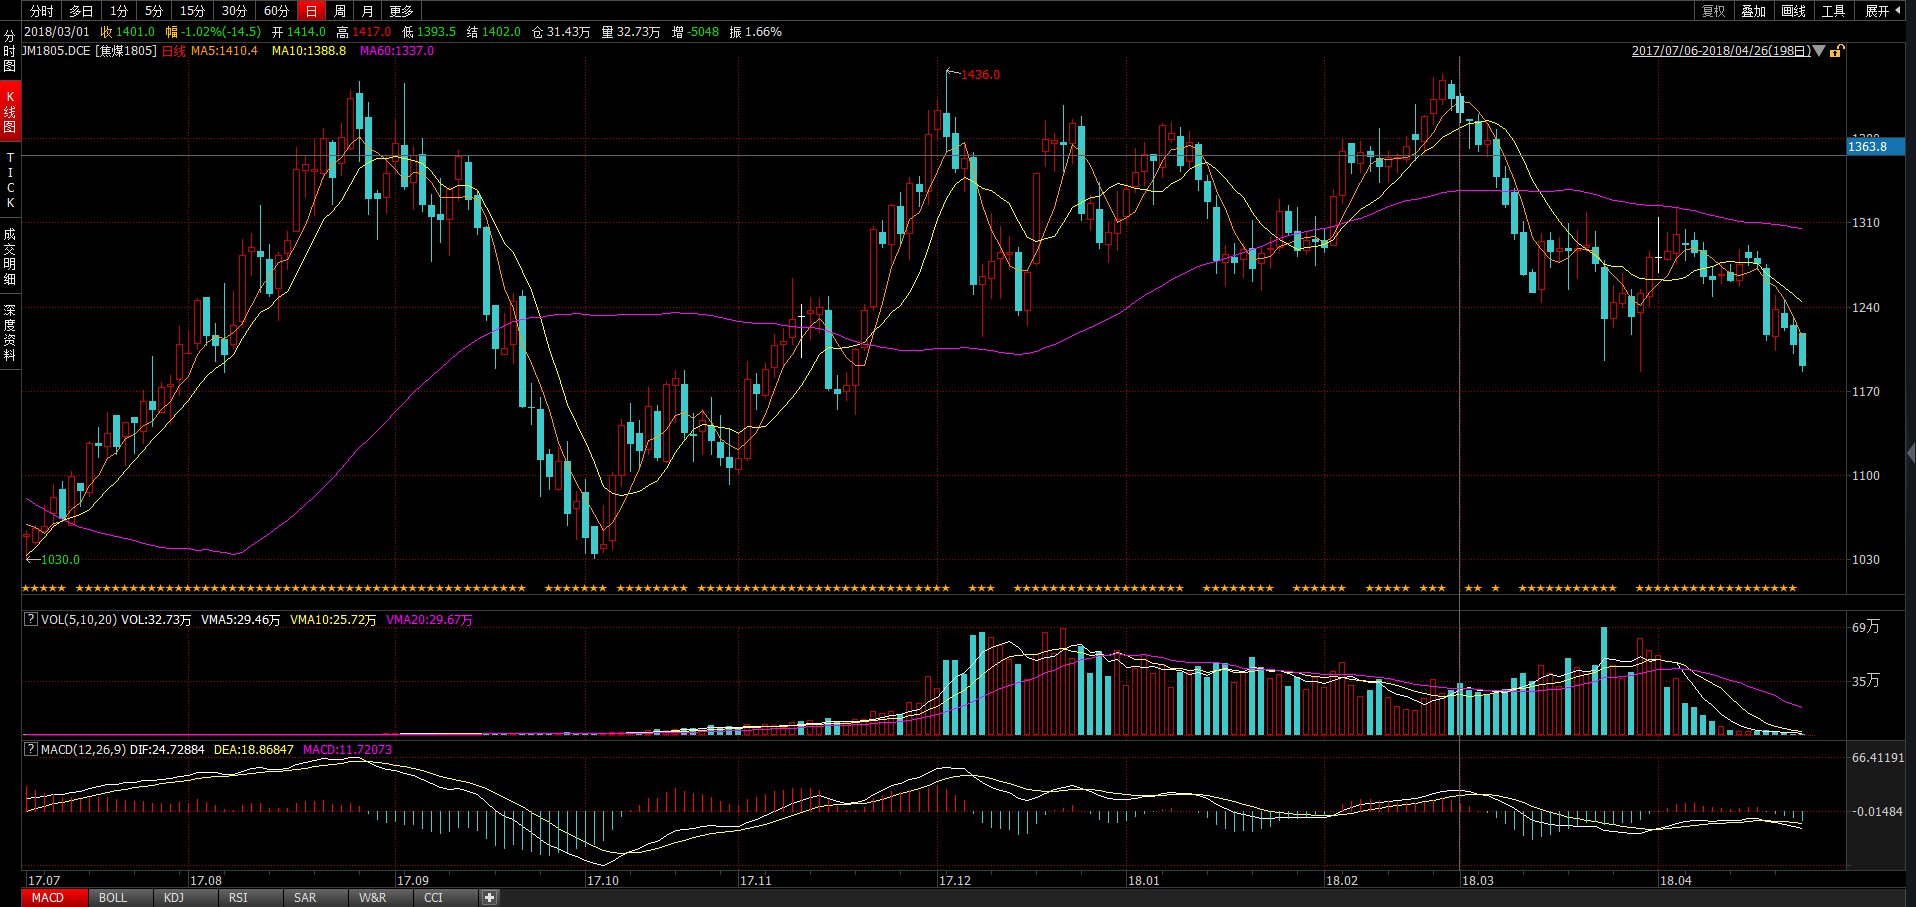 分时 多日 1分 5分 15分 30分 60分 日 周 月 更多 复权 叠加 画线 工具 展开
2018/03/01 收 1401.0 幅 -1.02%(-14.5) 开 1414.0 高 1417.0 低 1393.5 结 1402.0 仓 31.43万 量 32.73万 增 -5048 振 1.66%
JM1805.DCE [焦煤1805] 日线 MA5:1410.4 MA10:1388.8 MA60:1337.0 2017/07/06-2018/04/26(198日)
分时图
K线图
TICK
成交明细
深度资料
1436.0
1380
1363.8
1310
1240
1170
1100
1030.0
1030
? VOL(5,10,20) VOL:32.73万 VMA5:29.46万 VMA10:25.72万 VMA20:29.67万
69万
35万
? MACD(12,26,9) DIF:24.72884 DEA:18.86847 MACD:11.72073
66.41191
-0.01484
17.07 17.08 17.09 17.10 17.11 17.12 18.01 18.02 18.03 18.04
MACD BOLL KDJ RSI SAR W&R CCI